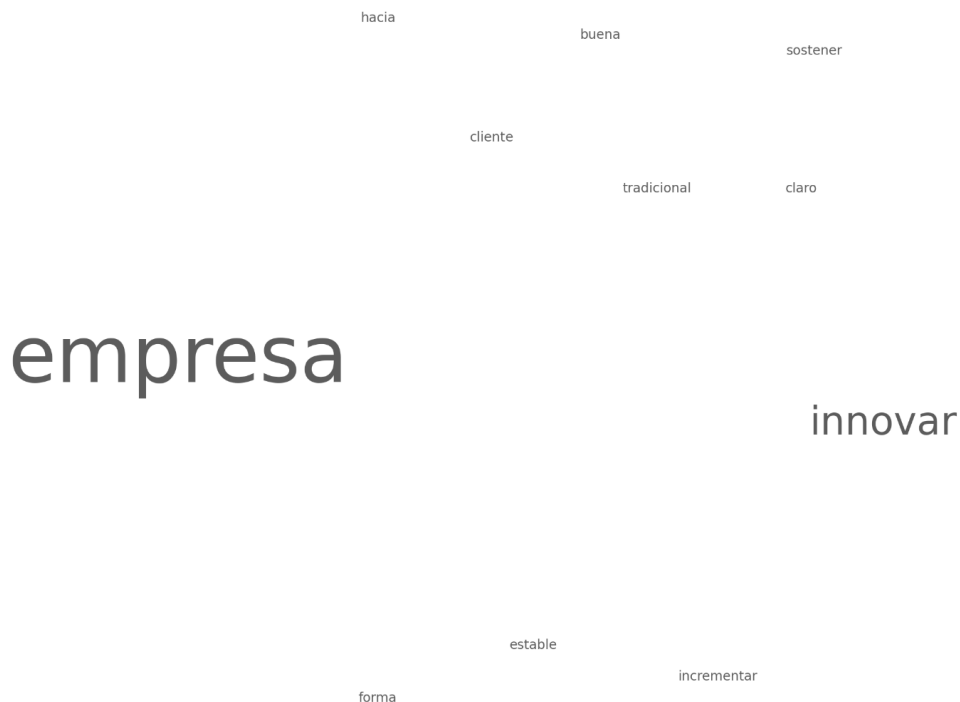 hacia
buena
sostener
cliente
tradicional claro
empresa
innovar
estable
incrementar
forma